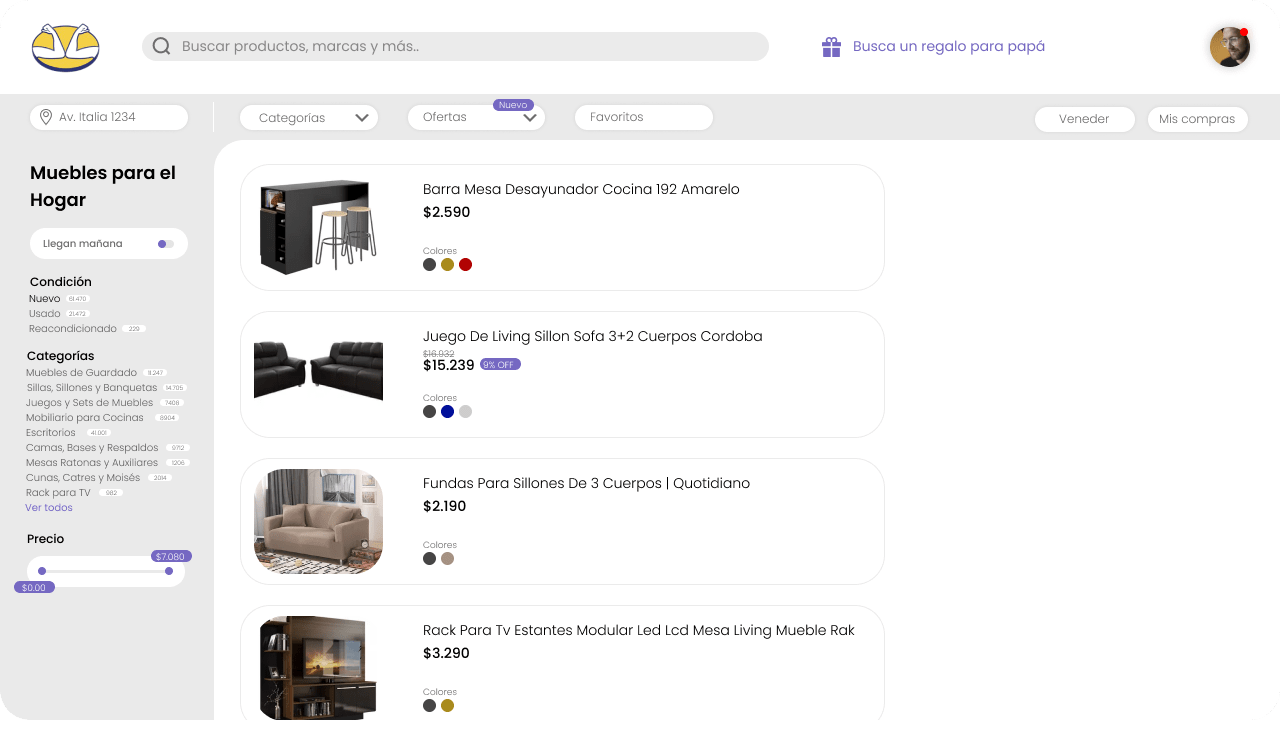 Buscar productos, marcas y más..
Busca un regalo para papá
Av. Italia 1234
Categorías
Ofertas
Nuevo
Favoritos
Veneder
Mis compras
Muebles para el
Hogar
Llegan mañana
Condición
Nuevo 61.470
Usado 21.473
Reacondicionado 229
Categorías
Muebles de Guardado 11.247
Sillas, Sillones y Banquetas 14.705
Juegos y Sets de Muebles 7408
Mobiliario para Cocinas 8904
Escritorios 41.001
Camas, Bases y Respaldos 9712
Mesas Ratonas y Auxiliares 1206
Cunas, Catres y Moisés 2014
Rack para TV 982
Ver todos
Precio
$7.080
$0.00
Barra Mesa Desayunador Cocina 192 Amarelo
$2.590
Colores
Juego De Living Sillon Sofa 3+2 Cuerpos Cordoba
$16.932
$15.239 9% OFF
Colores
Fundas Para Sillones De 3 Cuerpos | Quotidiano
$2.190
Colores
Rack Para Tv Estantes Modular Led Lcd Mesa Living Mueble Rak
$3.290
Colores